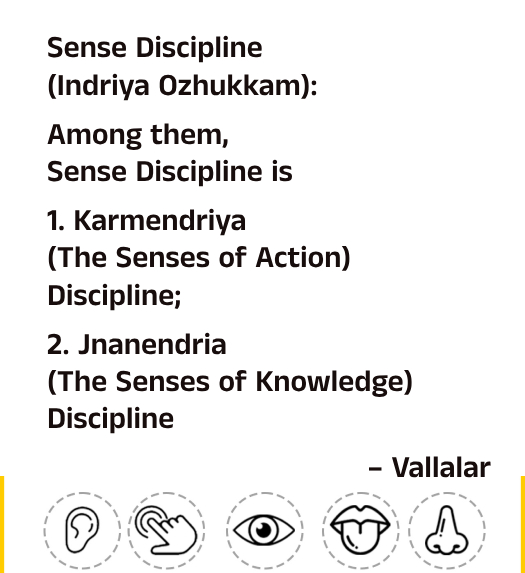 Sense Discipline
(Indriya Ozhukkam):
Among them,
Sense Discipline is
1. Karmendriya
(The Senses of Action)
Discipline;
2. Jnanendria
(The Senses of Knowledge)
Discipline
– Vallalar